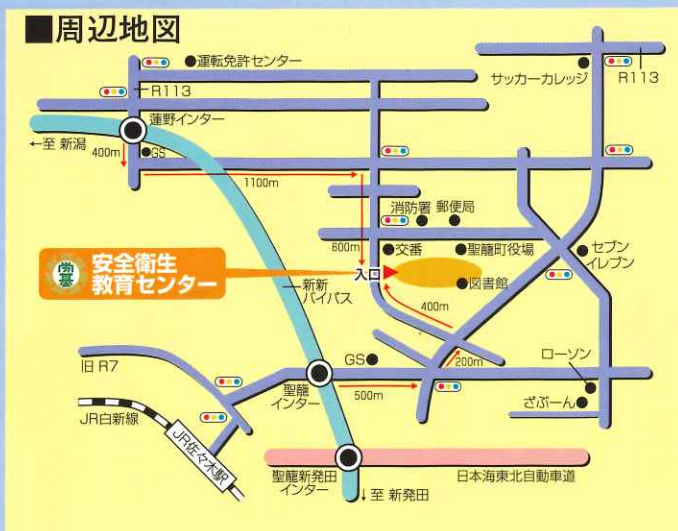 ■周辺地図
運転免許センター
サッカーカレッジ
R113
R113
蓮野インター
←至 新潟
400m
GS
1100m
消防署
郵便局
600m
交番
聖籠町役場
セブン
イレブン
労基
安全衛生
教育センター
入口
図書館
新新
バイパス
400m
旧 R7
GS
200m
ローソン
聖籠
インター
500m
ざぶーん
JR白新線
JR佐々木駅
聖籠新発田
インター
日本海東北自動車道
↓至 新発田